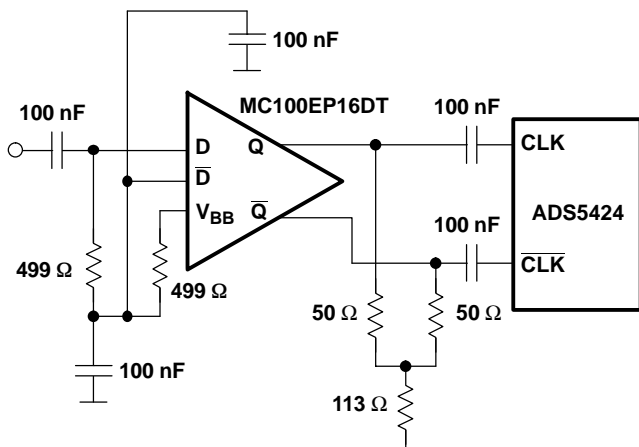 100 nF
MC100EP16DT
100 nF
100 nF
D
Q
CLK
D̅
ADS5424
V_BB
Q̅
100 nF
C̅L̅K̅
499 Ω
499 Ω
50 Ω
50 Ω
100 nF
113 Ω